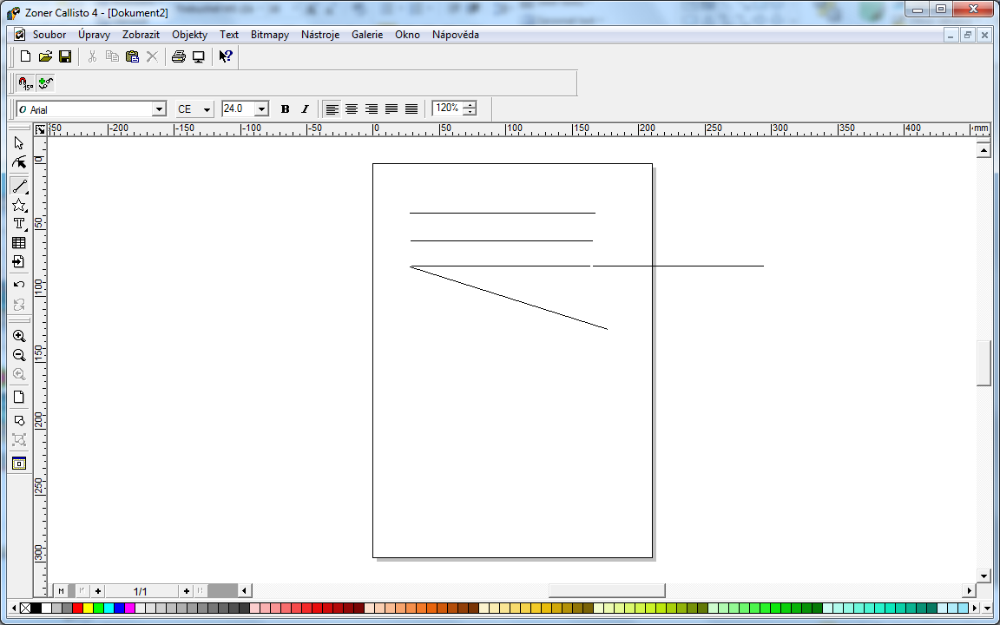 Zoner Callisto 4 - [Dokument2]
Soubor Úpravy Zobrazit Objekty Text Bitmapy Nástroje Galerie Okno Nápověda
15°
O Arial CE 24.0 B I 120%
-200 -150 -100 -50 0 50 100 150 200 250 300 350 400 mm
0
50
100
150
200
250
300
M 1/1